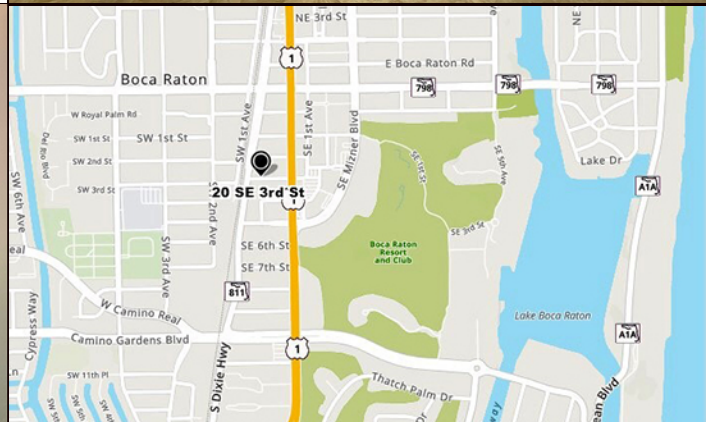 NE 3rd St
NE
1
E Boca Raton Rd
Boca Raton
798
798
798
W Royal Palm Rd
SW 1st Ave
SE 1st Ave
SE Mizner Blvd
SW 1st St
SW 1st St
SE 1st St
SE 5th Ave
Lake Dr
SW 2nd St
SW 6th Ave
SW 3rd St
2nd Ave
20 SE 3rd St
1
A1A
SE 3rd St
SW 3rd Ave
SE 6th St
Boca Raton
Resort
and Club
SE 7th St
811
W Camino Real
Lake Boca Raton
Cypress Way
Camino Gardens Blvd
1
A1A
S Dixie Hwy
SW 11th Pl
Thatch Palm Dr